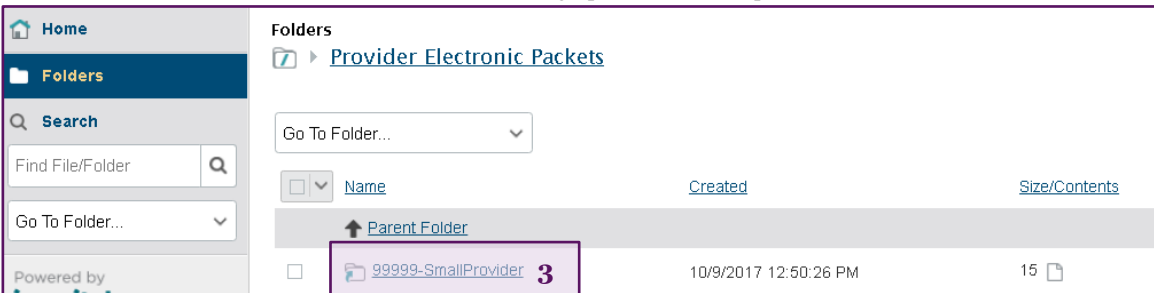 Home
Folders
Search
Find File/Folder
Go To Folder...
Powered by
Folders
Provider Electronic Packets
Go To Folder...
Name Created Size/Contents
Parent Folder
99999-SmallProvider 3 10/9/2017 12:50:26 PM 15